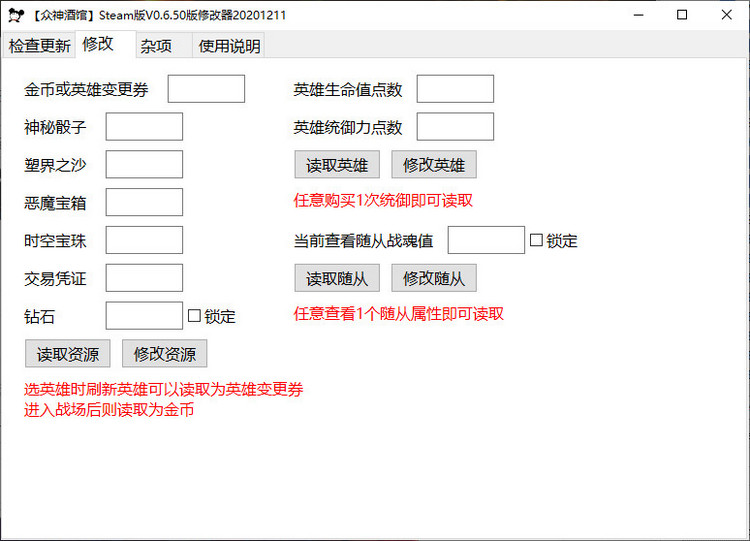 【众神酒馆】Steam版V0.6.50版修改器20201211
检查更新 修改 杂项 使用说明
金币或英雄变更券
神秘骰子
塑界之沙
恶魔宝箱
时空宝珠
交易凭证
钻石 锁定
读取资源 修改资源
选英雄时刷新英雄可以读取为英雄变更券
进入战场后则读取为金币
英雄生命值点数
英雄统御力点数
读取英雄 修改英雄
任意购买1次统御即可读取
当前查看随从战魂值 锁定
读取随从 修改随从
任意查看1个随从属性即可读取